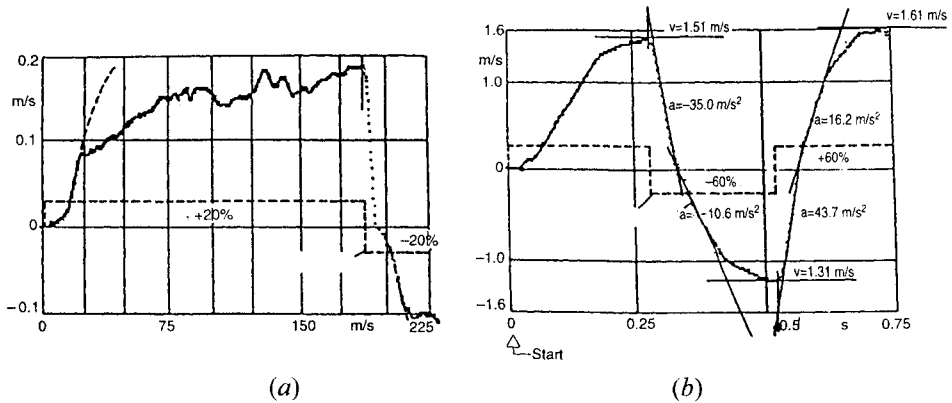 0.2
m/s
0.1
0
-0.1
+20%
-20%
0
75
150
m/s
225
(a)
1.6
m/s
1.0
0
-1.0
-1.6
v=1.51 m/s
v=1.61 m/s
a=-35.0 m/s²
a=16.2 m/s²
+60%
-60%
a=-10.6 m/s²
a=43.7 m/s²
v=1.31 m/s
0
0.25
0.5
s
0.75
Start
(b)